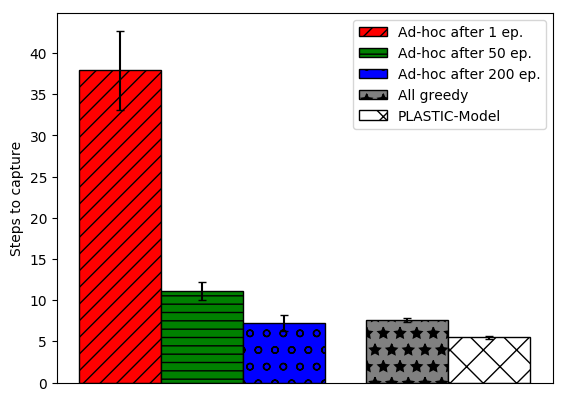 Ad-hoc after 1 ep.
Ad-hoc after 50 ep.
Ad-hoc after 200 ep.
All greedy
PLASTIC-Model
Steps to capture
40
35
30
25
20
15
10
5
0